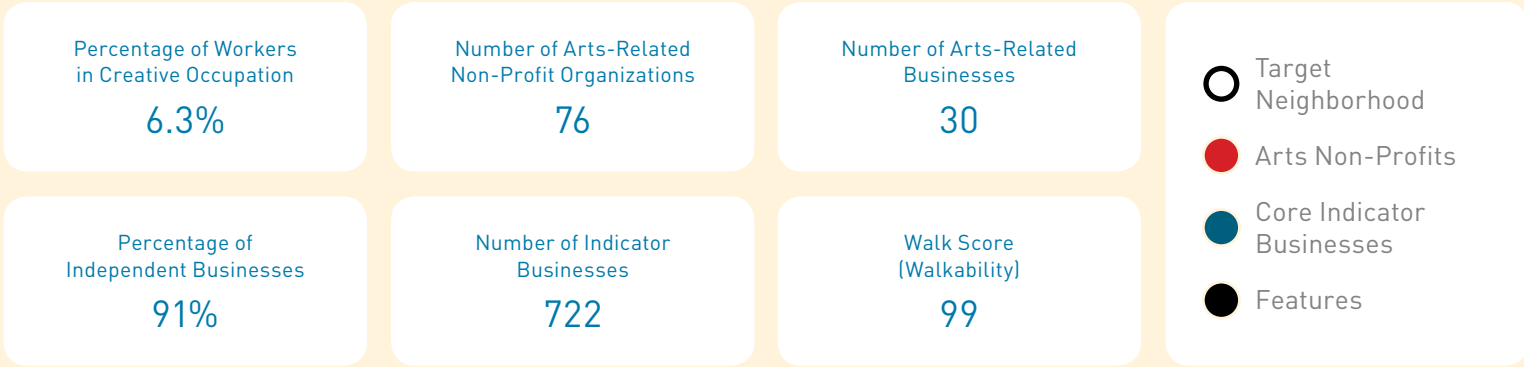 Percentage of Workers
in Creative Occupation
6.3%
Number of Arts-Related
Non-Profit Organizations
76
Number of Arts-Related
Businesses
30
Percentage of
Independent Businesses
91%
Number of Indicator
Businesses
722
Walk Score
(Walkability)
99
Target
Neighborhood
Arts Non-Profits
Core Indicator
Businesses
Features